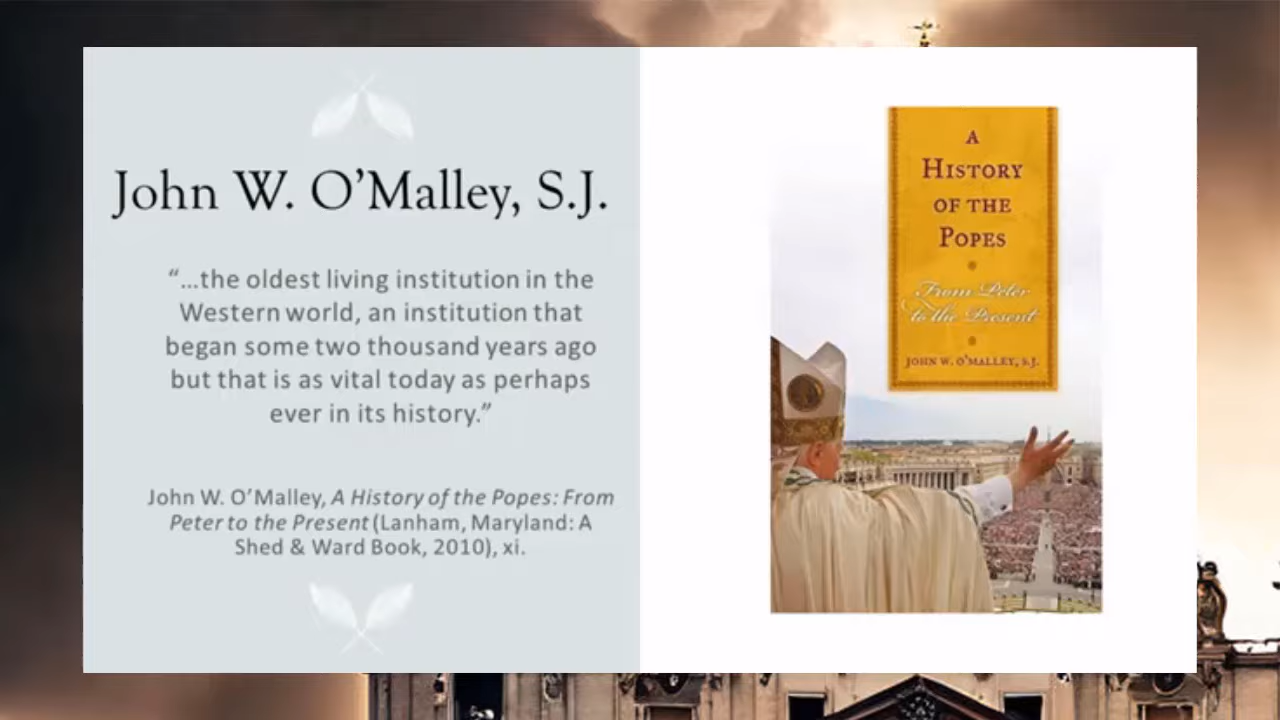 John W. O’Malley, S.J.
“…the oldest living institution in the
Western world, an institution that
began some two thousand years ago
but that is as vital today as perhaps
ever in its history.”
John W. O’Malley, A History of the Popes: From
Peter to the Present (Lanham, Maryland: A
Shed & Ward Book, 2010), xi.
A
HISTORY
OF THE
POPES
From Peter
to the Present
JOHN W. O’MALLEY, S.J.